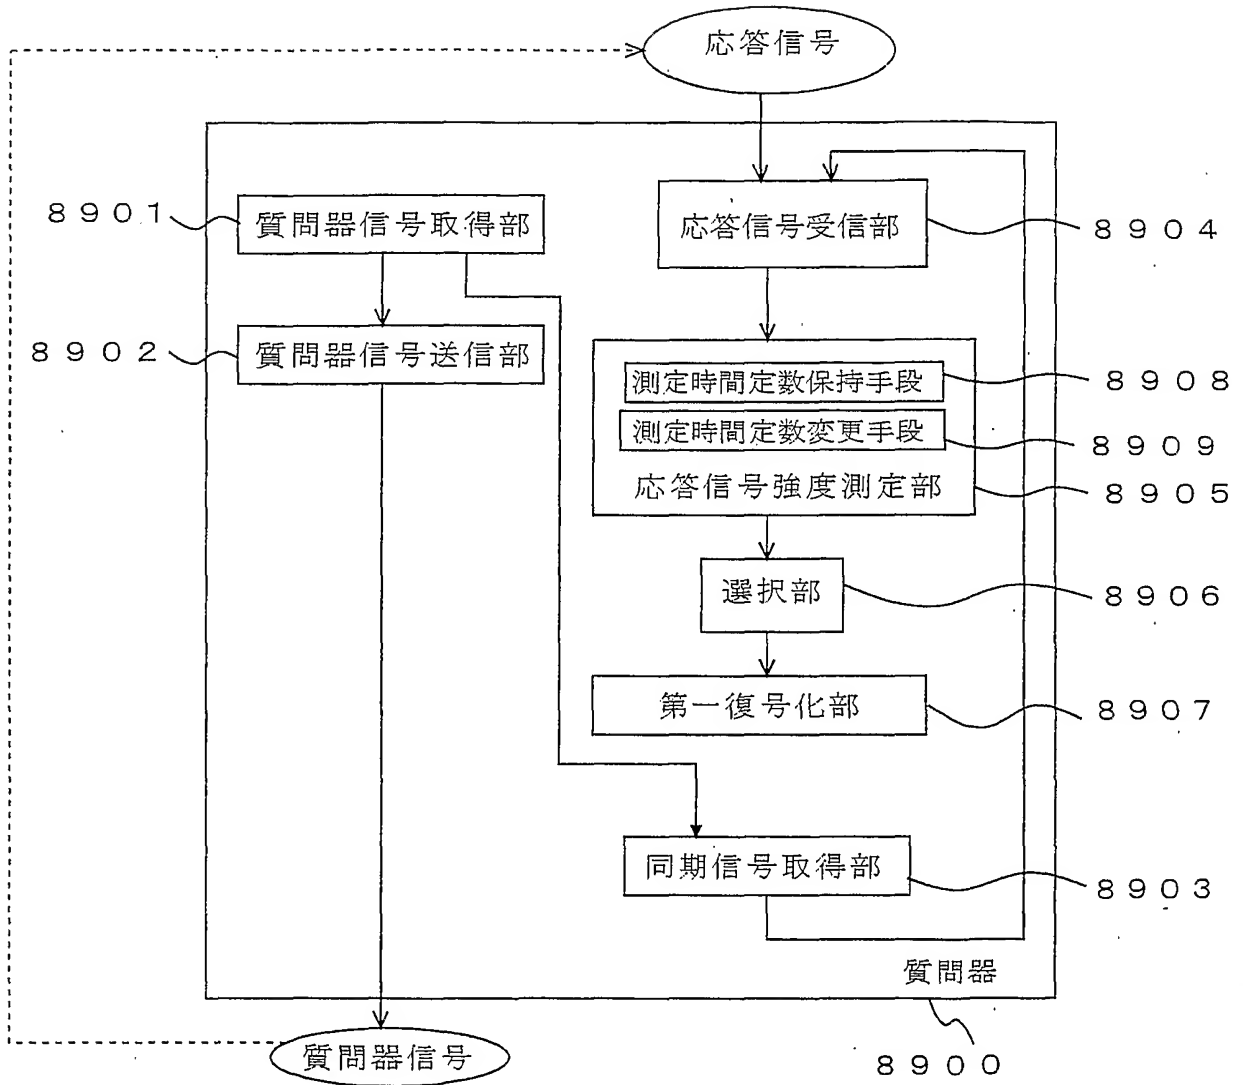 応答信号
8901
質問器信号取得部
応答信号受信部
8904
8902
質問器信号送信部
測定時間定数保持手段
8908
測定時間定数変更手段
8909
応答信号強度測定部
8905
選択部
8906
第一復号化部
8907
同期信号取得部
8903
質問器
質問器信号
8900